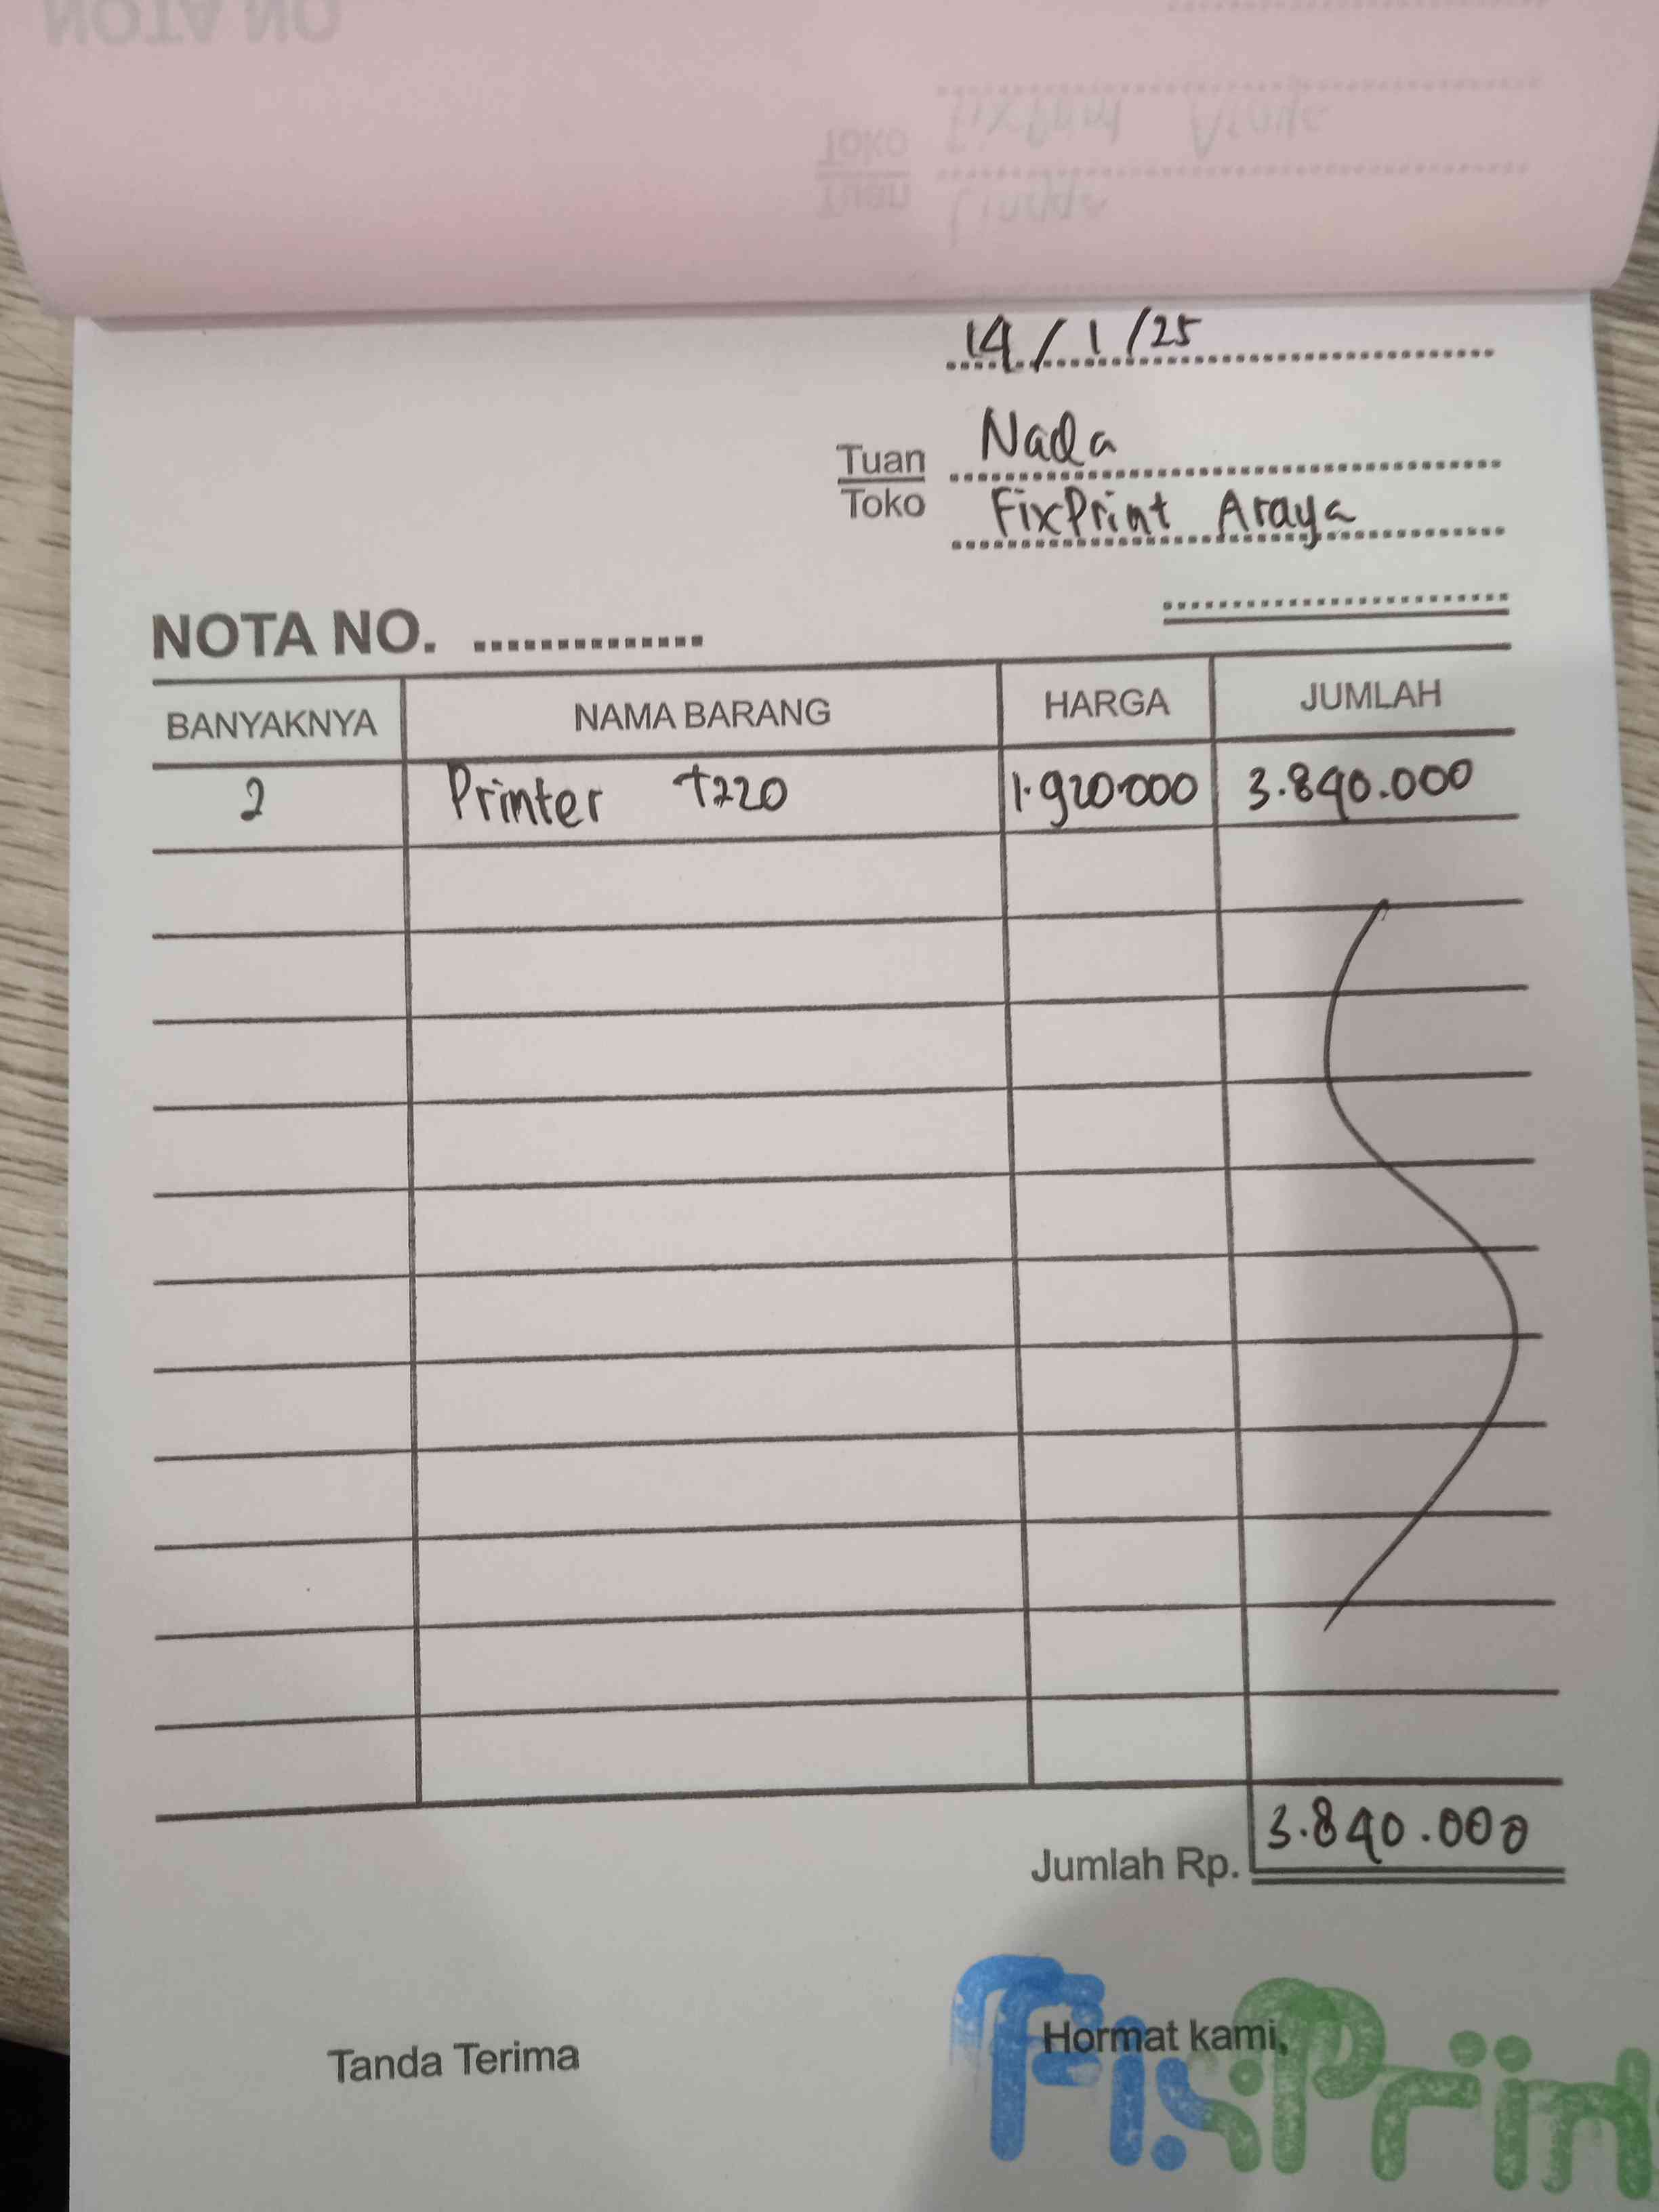 14/1/25
Tuan Nada
Toko FixPrint Araya
NOTA NO.
BANYAKNYA NAMA BARANG HARGA JUMLAH
2 Printer T220 1.920.000 3.840.000
Jumlah Rp. 3.840.000
Tanda Terima Hormat kami,